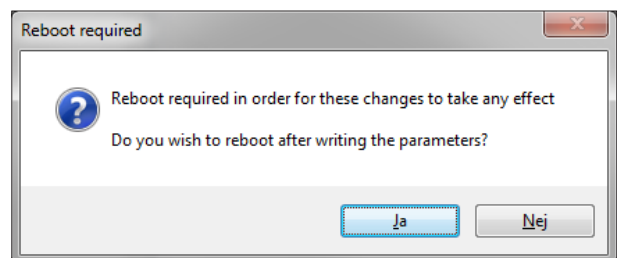 Reboot required
Reboot required in order for these changes to take any effect
Do you wish to reboot after writing the parameters?
Ja
Nej